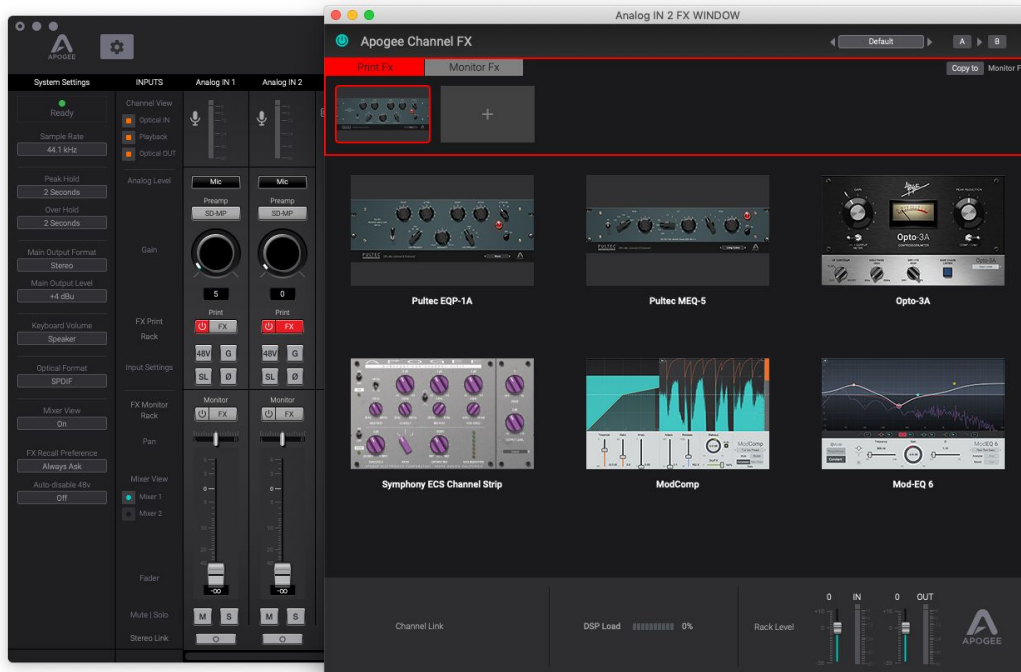 Analog IN 2 FX WINDOW
APOGEE
Apogee Channel FX
Default
A
B
Print Fx
Monitor Fx
Copy to
Monitor F
System Settings
INPUTS
Analog IN 1
Analog IN 2
Ready
Sample Rate
44.1 kHz
Peak Hold
2 Seconds
Over Hold
2 Seconds
Main Output Format
Stereo
Main Output Level
+4 dBu
Keyboard Volume
Speaker
Optical Format
SPDIF
Mixer View
On
FX Recall Preference
Always Ask
Auto-disable 48v
Off
Channel View
Optical IN
Playback
Optical OUT
Analog Level
Gain
FX Print
Rack
Input Settings
FX Monitor
Rack
Pan
Mixer View
Mixer 1
Mixer 2
Fader
Mute | Solo
Stereo Link
Mic
Mic
Preamp
Preamp
SD-MP
SD-MP
5
0
Print
Print
FX
FX
48V
G
48V
G
SL
Ø
SL
Ø
Monitor
Monitor
FX
FX
0
0
-∞
-∞
M
S
M
S
Pultec EQP-1A
Pultec MEQ-5
Opto-3A
Opto-3A
Symphony ECS Channel Strip
ModComp
Mod-EQ 6
PULTEC
PULTEC
ModComp
ModEQ 6
Channel Link
DSP Load
0%
Rack Level
0
IN
0
OUT
APOGEE